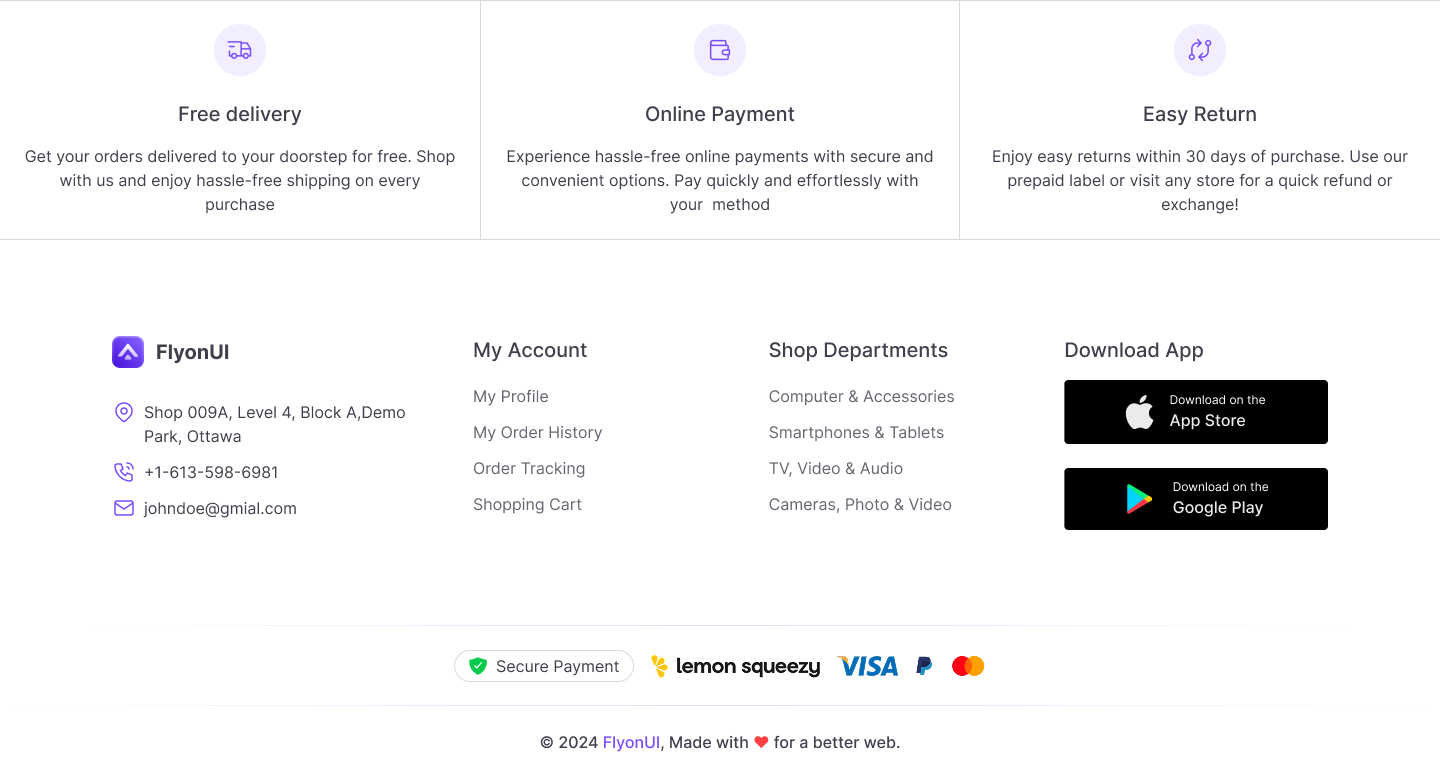 Free delivery
Get your orders delivered to your doorstep for free. Shop
with us and enjoy hassle-free shipping on every
purchase
Online Payment
Experience hassle-free online payments with secure and
convenient options. Pay quickly and effortlessly with
your  method
Easy Return
Enjoy easy returns within 30 days of purchase. Use our
prepaid label or visit any store for a quick refund or
exchange!
FlyonUI
Shop 009A, Level 4, Block A,Demo
Park, Ottawa
+1-613-598-6981
johndoe@gmial.com
My Account
My Profile
My Order History
Order Tracking
Shopping Cart
Shop Departments
Computer & Accessories
Smartphones & Tablets
TV, Video & Audio
Cameras, Photo & Video
Download App
Download on the
App Store
Download on the
Google Play
Secure Payment
lemon squeezy
VISA
© 2024 FlyonUI, Made with ❤ for a better web.